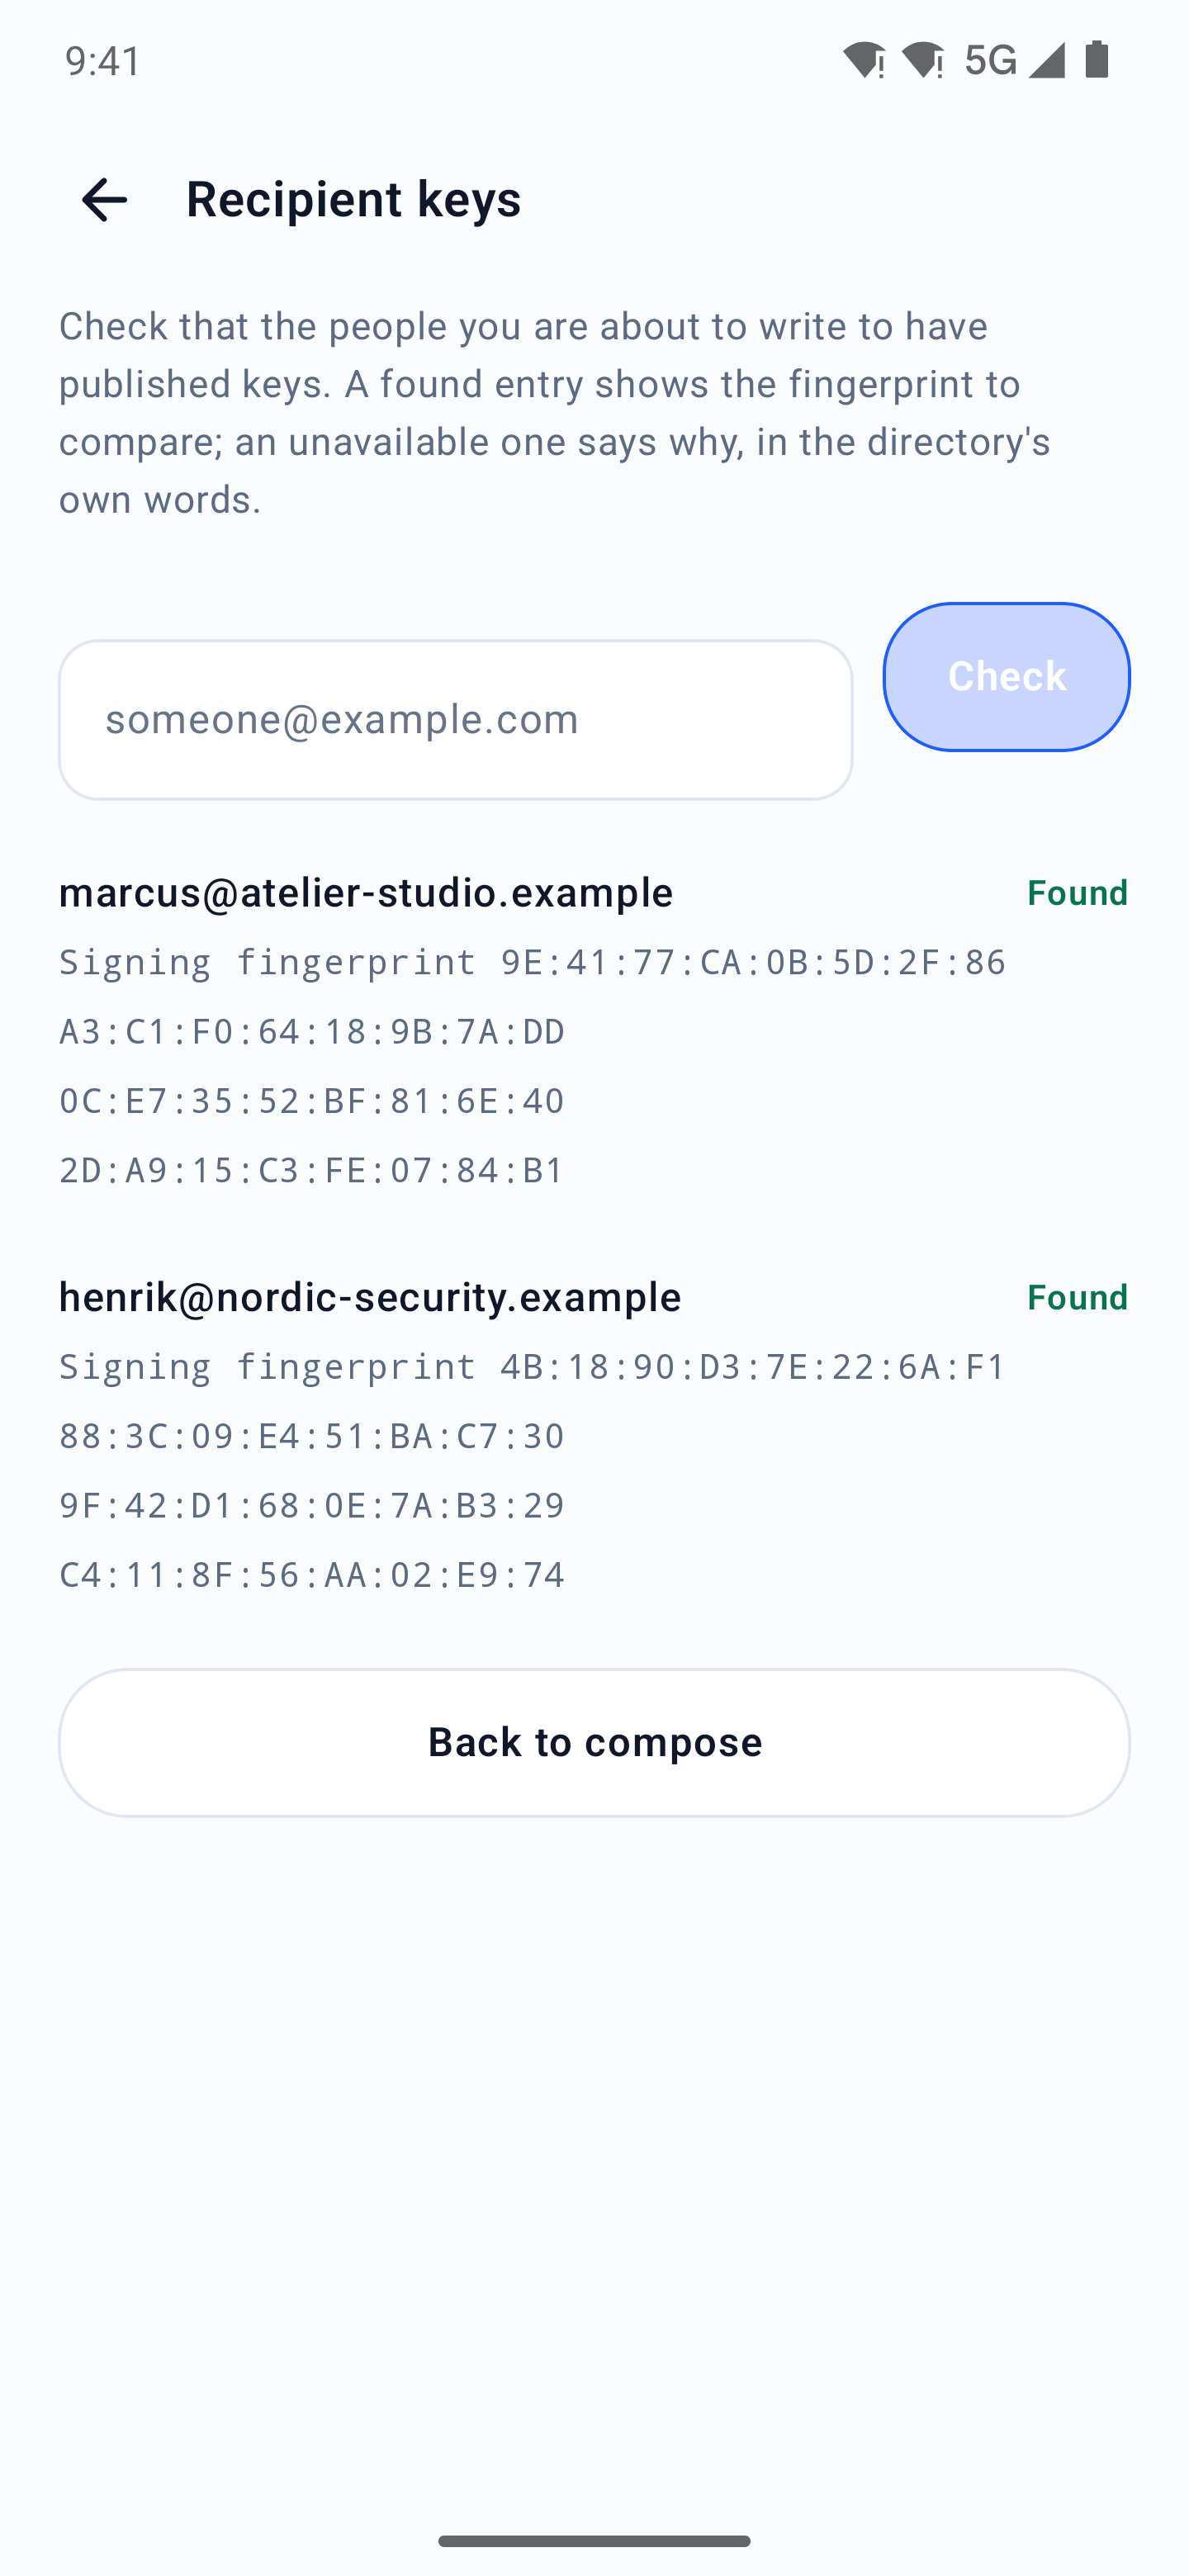 9:41
5G
Recipient keys
Check that the people you are about to write to have
published keys. A found entry shows the fingerprint to
compare; an unavailable one says why, in the directory's
own words.
someone@example.com
Check
marcus@atelier-studio.example
Found
Signing fingerprint 9E:41:77:CA:0B:5D:2F:86
A3:C1:F0:64:18:9B:7A:DD
0C:E7:35:52:BF:81:6E:40
2D:A9:15:C3:FE:07:84:B1
henrik@nordic-security.example
Found
Signing fingerprint 4B:18:90:D3:7E:22:6A:F1
88:3C:09:E4:51:BA:C7:30
9F:42:D1:68:0E:7A:B3:29
C4:11:8F:56:AA:02:E9:74
Back to compose